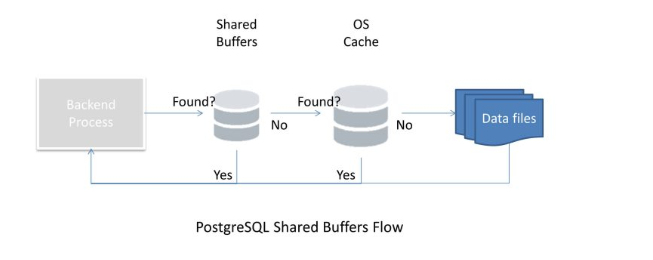 Shared
Buffers
OS
Cache
Backend
Process
Found?
No
Found?
No
Data files
Yes
Yes
PostgreSQL Shared Buffers Flow